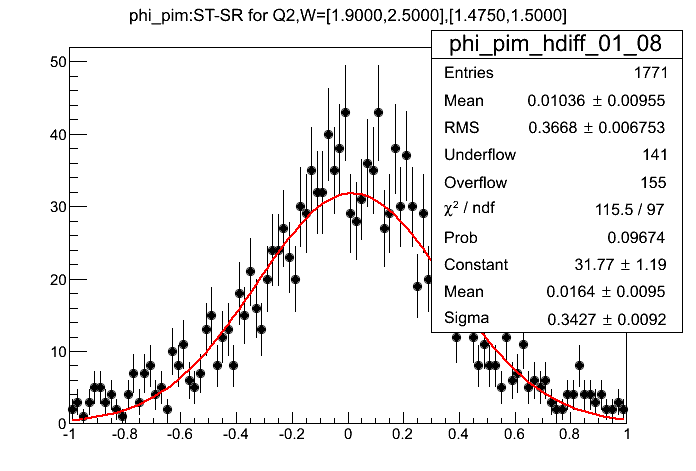 phi_pim:ST-SR for Q2,W=[1.9000,2.5000],[1.4750,1.5000]
phi_pim_hdiff_01_08
Entries 1771
Mean 0.01036 ± 0.00955
RMS 0.3668 ± 0.006753
Underflow 141
Overflow 155
χ² / ndf 115.5 / 97
Prob 0.09674
Constant 31.77 ± 1.19
Mean 0.0164 ± 0.0095
Sigma 0.3427 ± 0.0092
50
40
30
20
10
0
-1 -0.8 -0.6 -0.4 -0.2 0 0.2 0.4 0.6 0.8 1